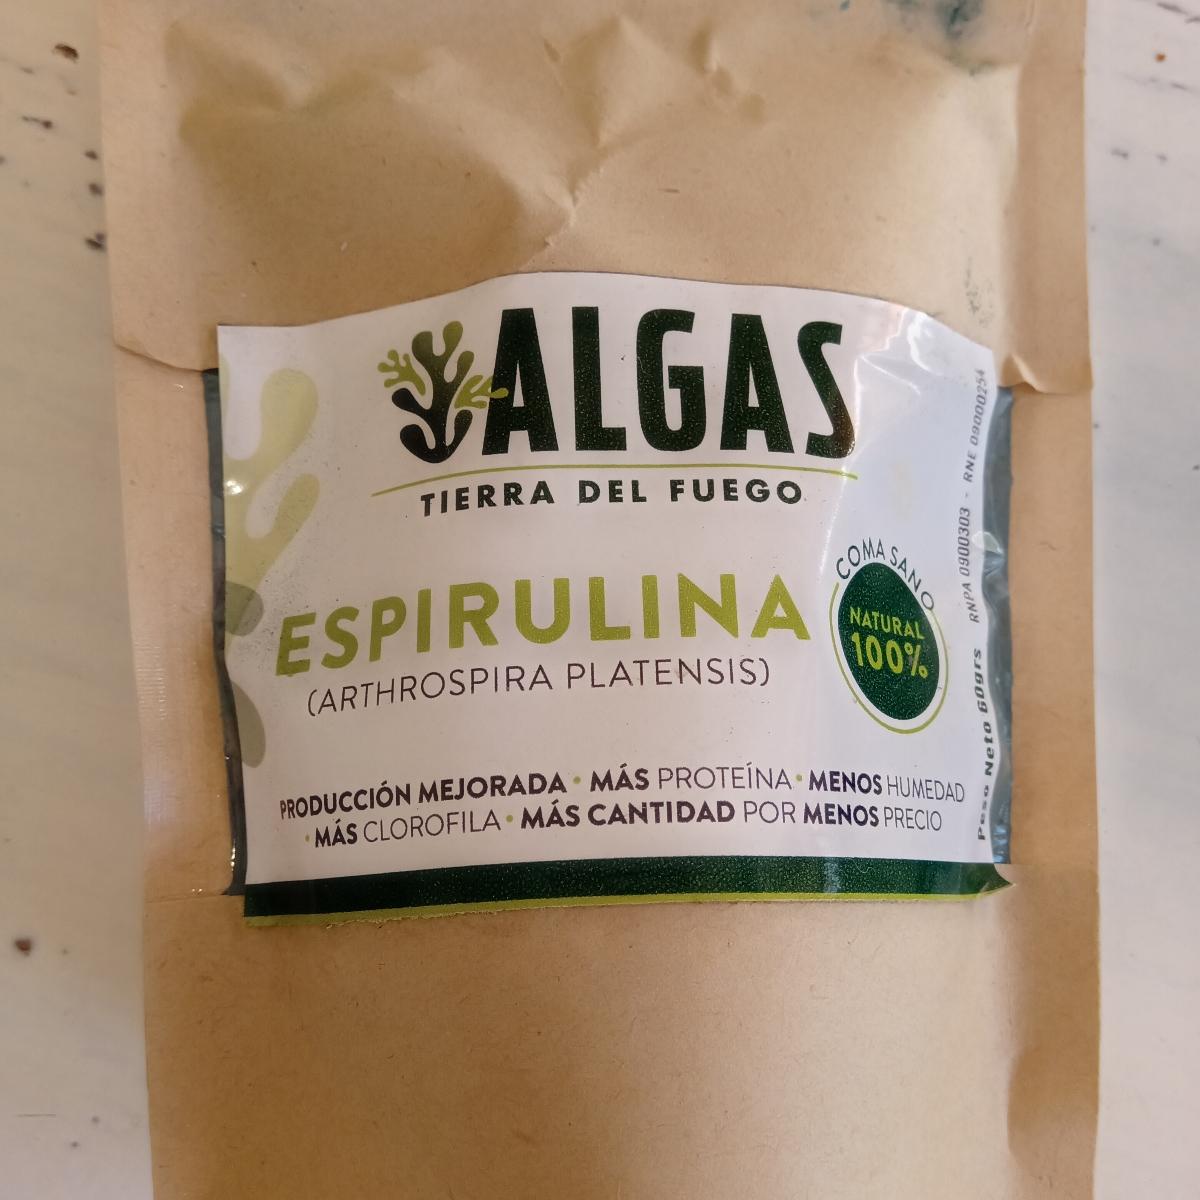 ALGAS
TIERRA DEL FUEGO
ESPIRULINA
(ARTHROSPIRA PLATENSIS)
COMA SANO
NATURAL
100%
PRODUCCIÓN MEJORADA • MÁS PROTEÍNA • MENOS HUMEDAD
• MÁS CLOROFILA • MÁS CANTIDAD POR MENOS PRECIO
Peso Neto 60grs RNPA 0900303 - RNE 09000254